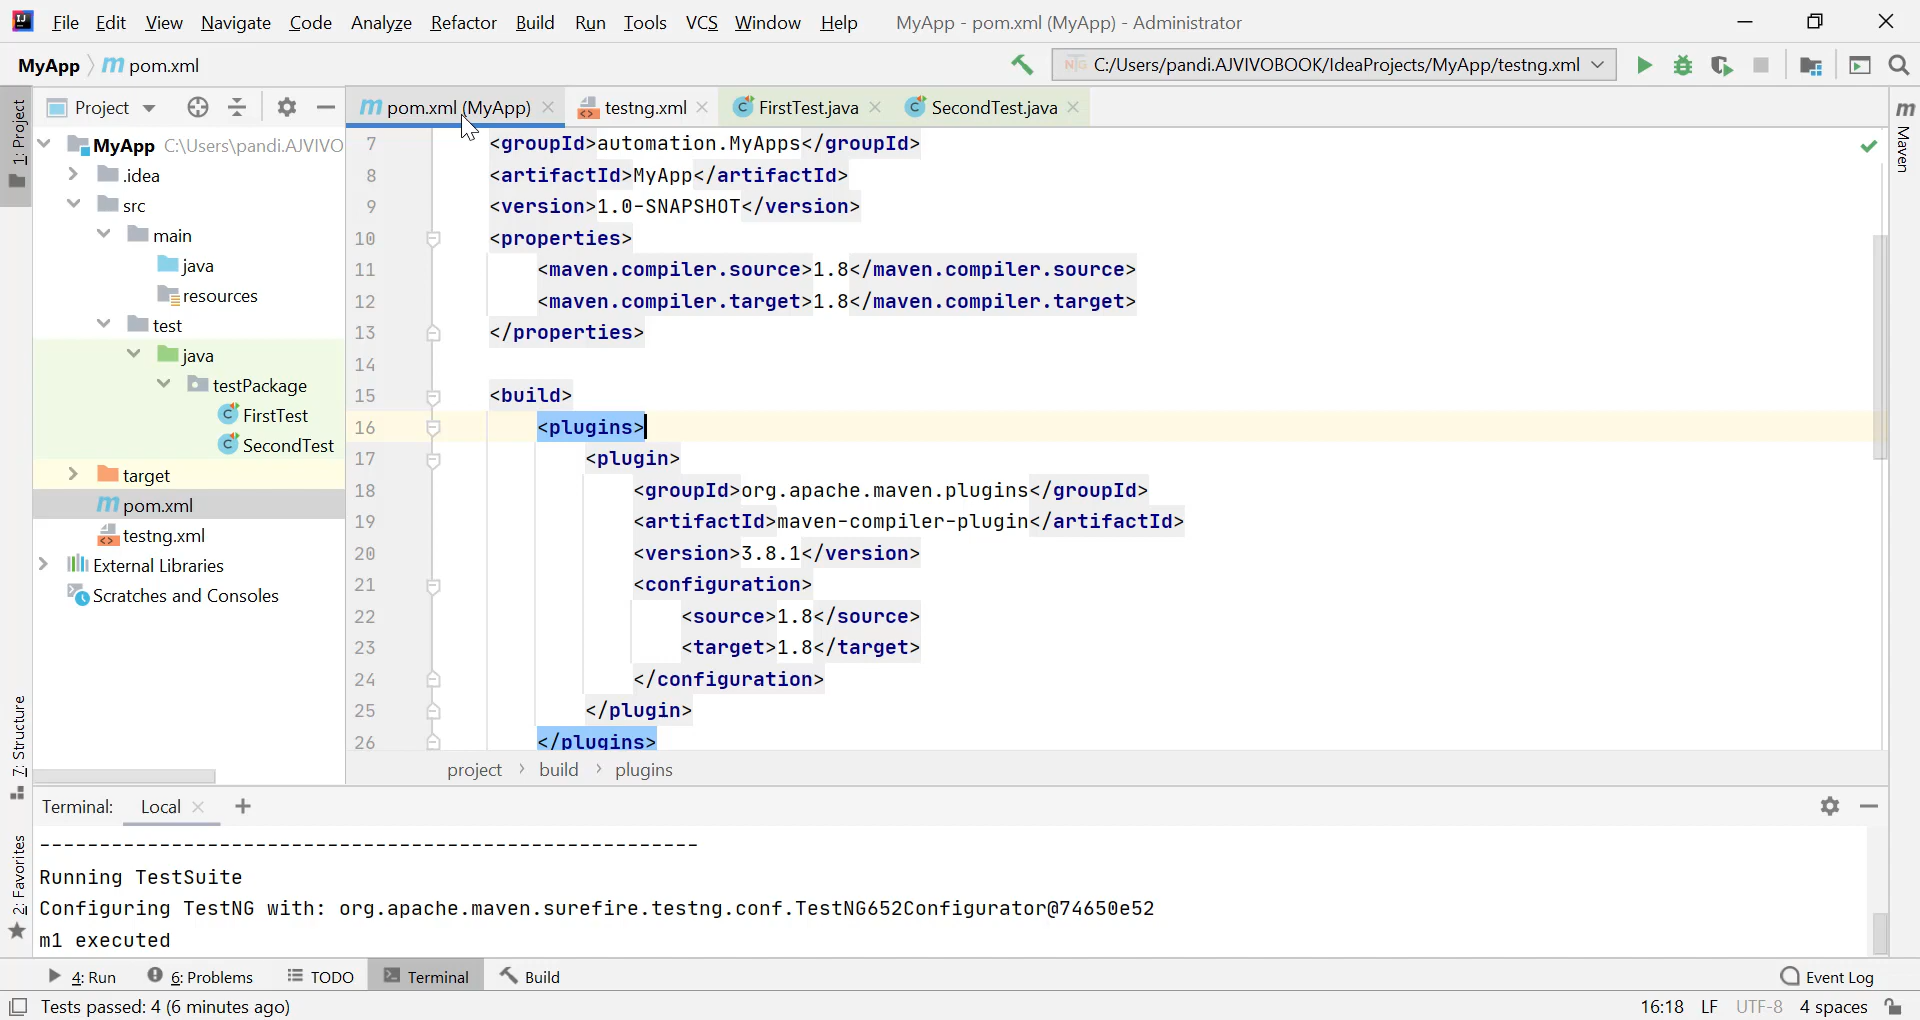 File Edit View Navigate Code Analyze Refactor Build Run Tools VCS Window Help MyApp - pom.xml (MyApp) - Administrator
MyApp pom.xml
C:/Users/pandi.AJVIVOBOOK/IdeaProjects/MyApp/testng.xml
1: Project
Project
pom.xml (MyApp) testng.xml FirstTest.java SecondTest.java
Maven
MyApp C:\Users\pandi.AJVIVO
.idea
src
main
java
resources
test
java
testPackage
FirstTest
SecondTest
target
pom.xml
testng.xml
External Libraries
Scratches and Consoles
7 <groupId>automation.MyApps</groupId>
8 <artifactId>MyApp</artifactId>
9 <version>1.0-SNAPSHOT</version>
10 <properties>
11 <maven.compiler.source>1.8</maven.compiler.source>
12 <maven.compiler.target>1.8</maven.compiler.target>
13 </properties>
14
15 <build>
16 <plugins>
17 <plugin>
18 <groupId>org.apache.maven.plugins</groupId>
19 <artifactId>maven-compiler-plugin</artifactId>
20 <version>3.8.1</version>
21 <configuration>
22 <source>1.8</source>
23 <target>1.8</target>
24 </configuration>
25 </plugin>
26 </plugins>
project › build › plugins
7: Structure
2: Favorites
Terminal: Local
-------------------------------------------------------
Running TestSuite
Configuring TestNG with: org.apache.maven.surefire.testng.conf.TestNG652Configurator@74650e52
m1 executed
4: Run 6: Problems TODO Terminal Build Event Log
Tests passed: 4 (6 minutes ago) 16:18 LF UTF-8 4 spaces